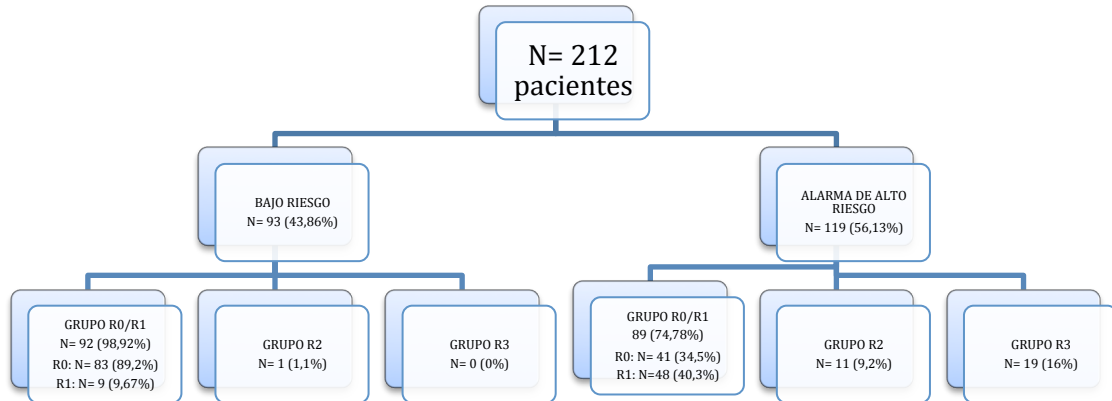 N= 212
pacientes
BAJO RIESGO
N= 93 (43,86%)
ALARMA DE ALTO
RIESGO
N= 119 (56,13%)
GRUPO R0/R1
N= 92 (98,92%)
R0: N= 83 (89,2%)
R1: N= 9 (9,67%)
GRUPO R2
N= 1 (1,1%)
GRUPO R3
N= 0 (0%)
GRUPO R0/R1
89 (74,78%)
R0: N= 41 (34,5%)
R1: N=48 (40,3%)
GRUPO R2
N= 11 (9,2%)
GRUPO R3
N= 19 (16%)